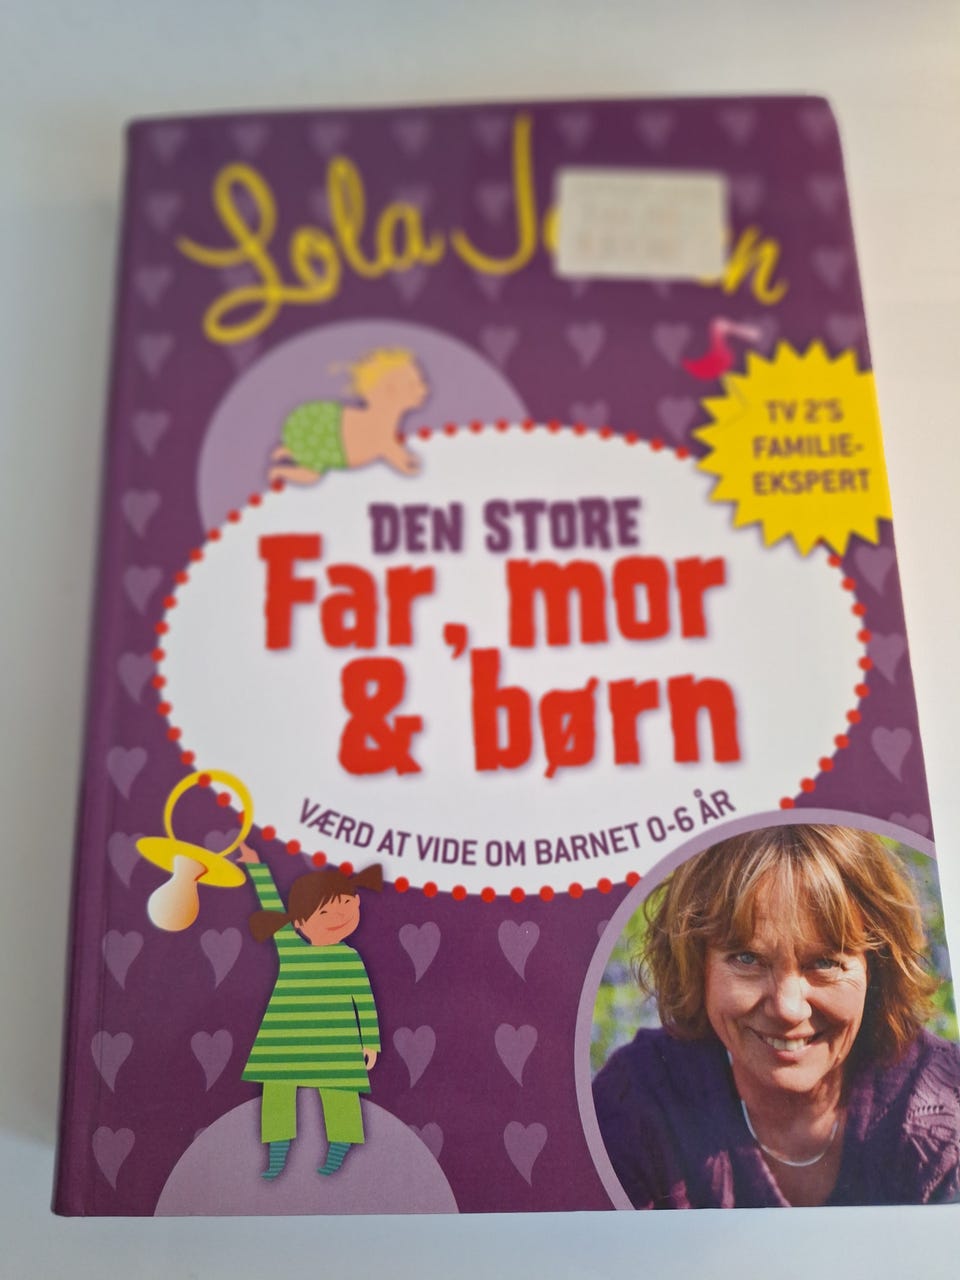 Lola J
TV 2'S
FAMILIE-
EKSPERT
DEN STORE
Far, mor
& børn
VÆRD AT VIDE OM BARNET 0-6 ÅR